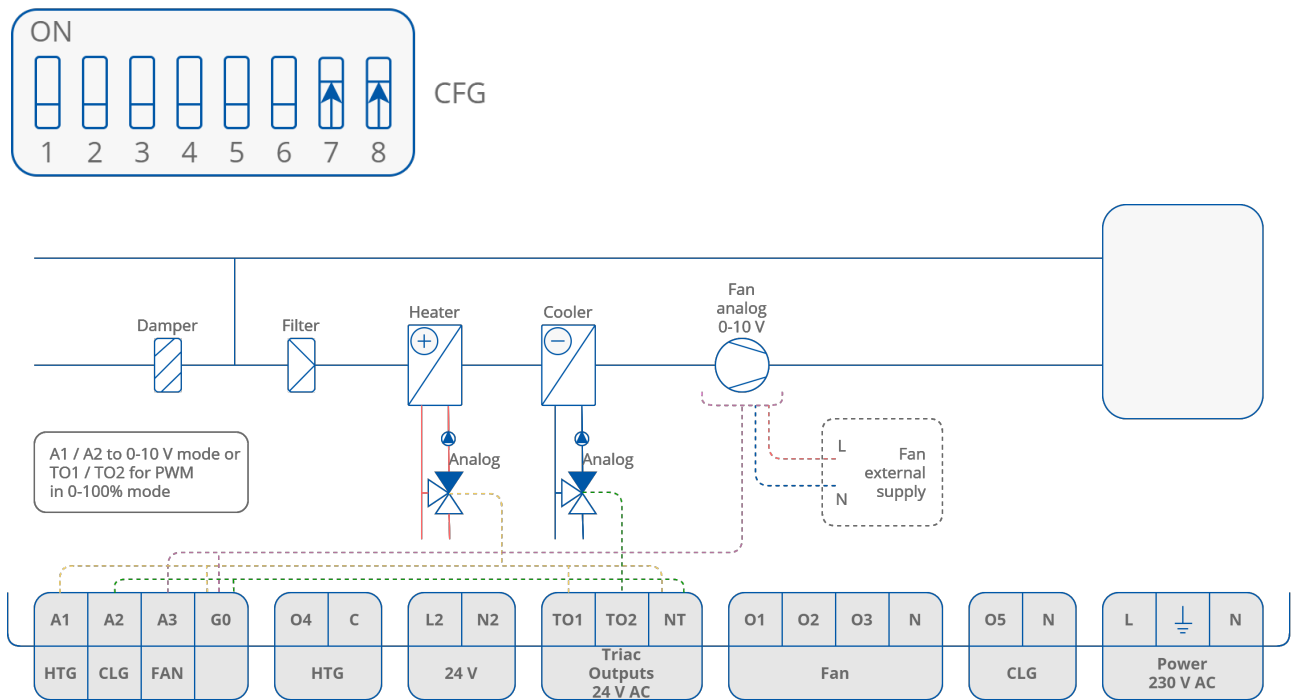 ON
1 2 3 4 5 6 7 8
CFG
Fan
analog
0-10 V
Damper
Filter
Heater
Cooler
A1 / A2 to 0-10 V mode or
TO1 / TO2 for PWM
in 0-100% mode
Analog
Analog
L
N
Fan
external
supply
A1 A2 A3 G0
HTG CLG FAN
O4 C
HTG
L2 N2
24 V
TO1 TO2 NT
Triac
Outputs
24 V AC
O1 O2 O3 N
Fan
O5 N
CLG
L N
Power
230 V AC